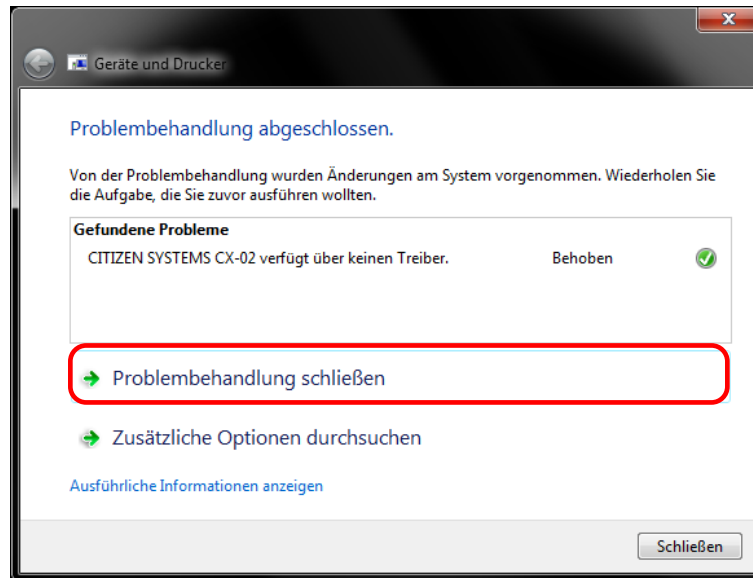 Geräte und Drucker
Problembehandlung abgeschlossen.
Von der Problembehandlung wurden Änderungen am System vorgenommen. Wiederholen Sie
die Aufgabe, die Sie zuvor ausführen wollten.
Gefundene Probleme
CITIZEN SYSTEMS CX-02 verfügt über keinen Treiber. Behoben
Problembehandlung schließen
Zusätzliche Optionen durchsuchen
Ausführliche Informationen anzeigen
Schließen